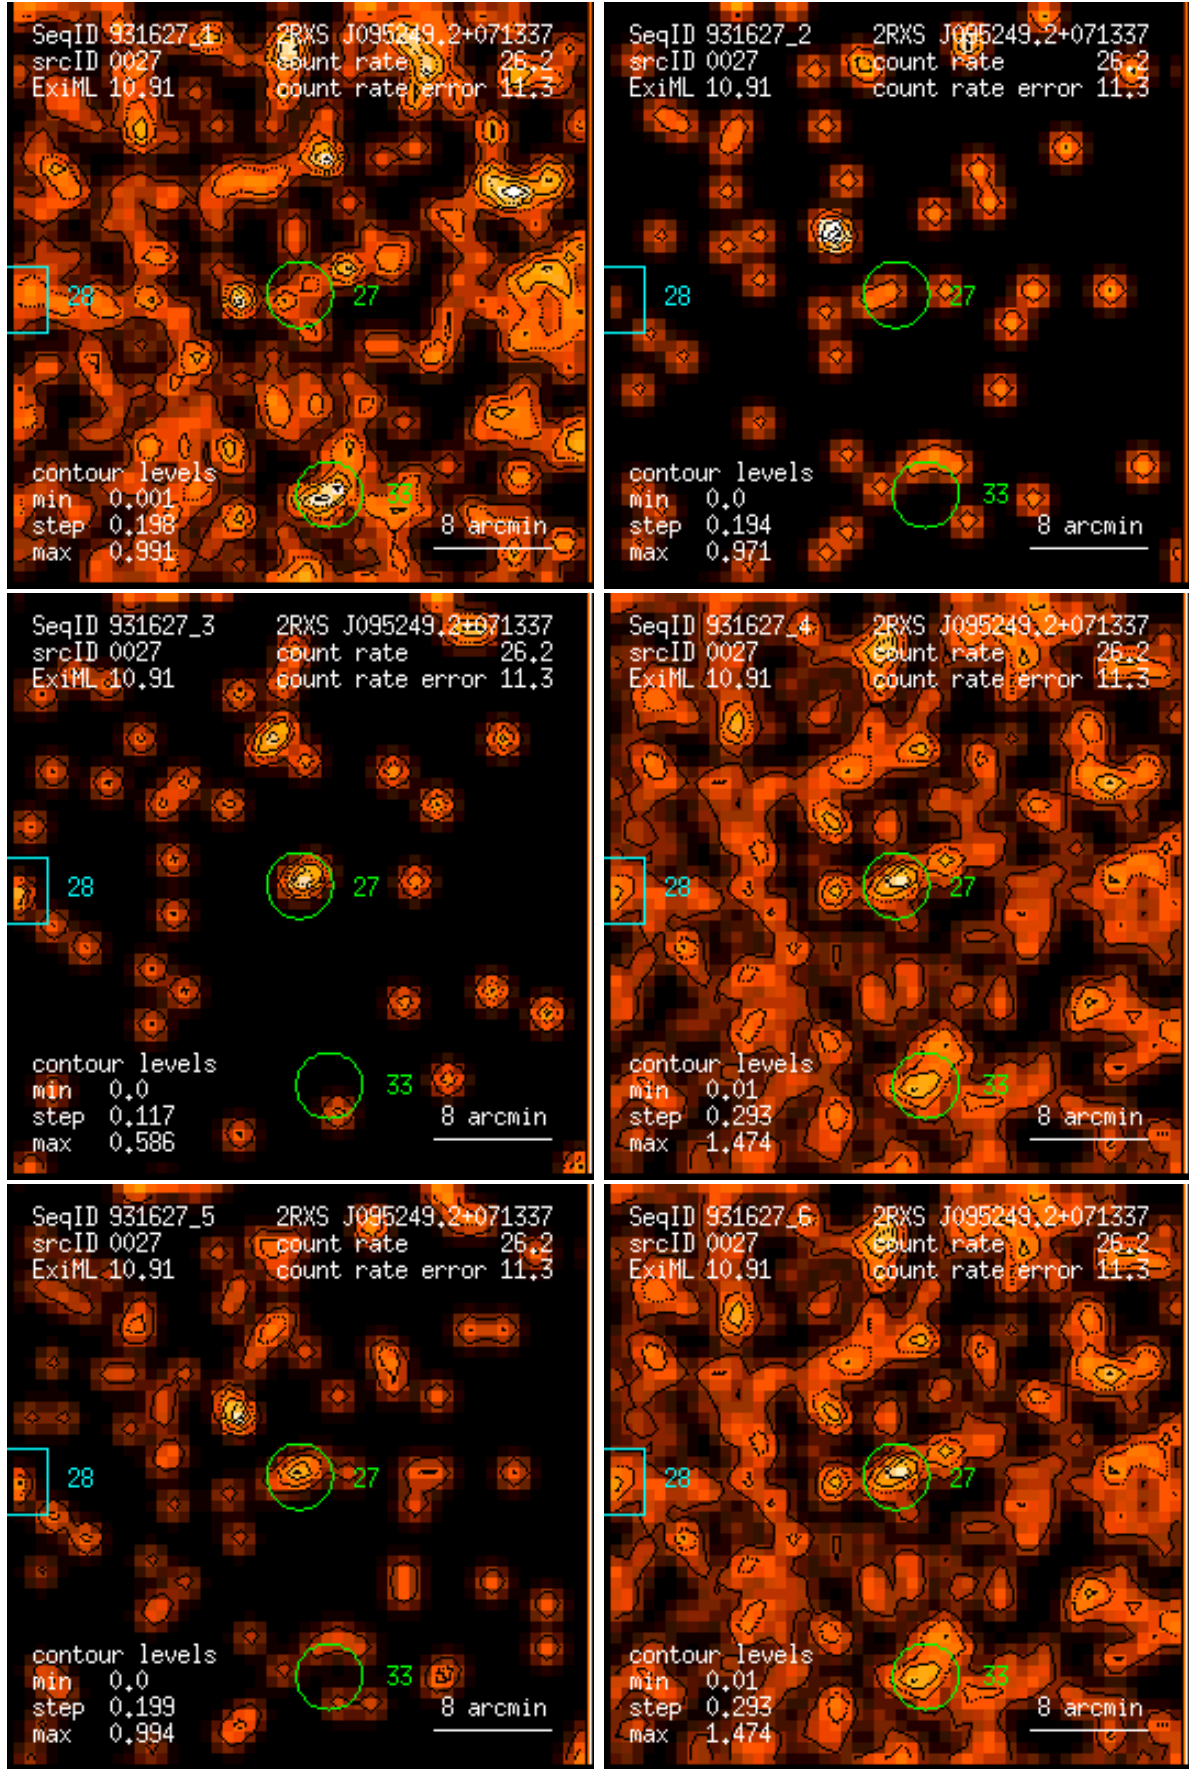 SeqID 931627_1 2RXS J095249.2+071337
srcID 0027 count rate 26.2
ExiML 10.91 count rate error 11.3
28
27
contour levels
min 0.001
33
step 0.198
8 arcmin
max 0.991
SeqID 931627_2 2RXS J095249.2+071337
srcID 0027 count rate 26.2
ExiML 10.91 count rate error 11.3
28
27
contour levels
min 0.0
33
step 0.194
8 arcmin
max 0.971
SeqID 931627_3 2RXS J095249.2+071337
srcID 0027 count rate 26.2
ExiML 10.91 count rate error 11.3
28
27
contour levels
min 0.0
33
step 0.117
8 arcmin
max 0.586
SeqID 931627_4 2RXS J095249.2+071337
srcID 0027 count rate 26.2
ExiML 10.91 count rate error 11.3
28
27
contour levels
min 0.01
33
step 0.293
8 arcmin
max 1.474
SeqID 931627_5 2RXS J095249.2+071337
srcID 0027 count rate 26.2
ExiML 10.91 count rate error 11.3
28
27
contour levels
min 0.0
33
step 0.199
8 arcmin
max 0.994
SeqID 931627_6 2RXS J095249.2+071337
srcID 0027 count rate 26.2
ExiML 10.91 count rate error 11.3
28
27
contour levels
min 0.01
33
step 0.293
8 arcmin
max 1.474